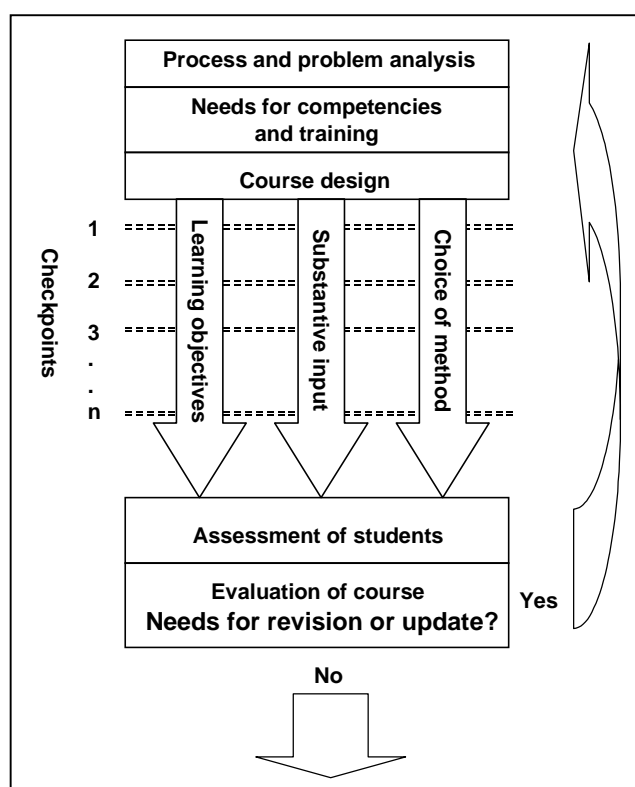 Process and problem analysis
Needs for competencies
and training
Course design
Checkpoints
1
2
3
.
.
n
Learning objectives
Substantive input
Choice of method
Assessment of students
Evaluation of course
Needs for revision or update?
Yes
No